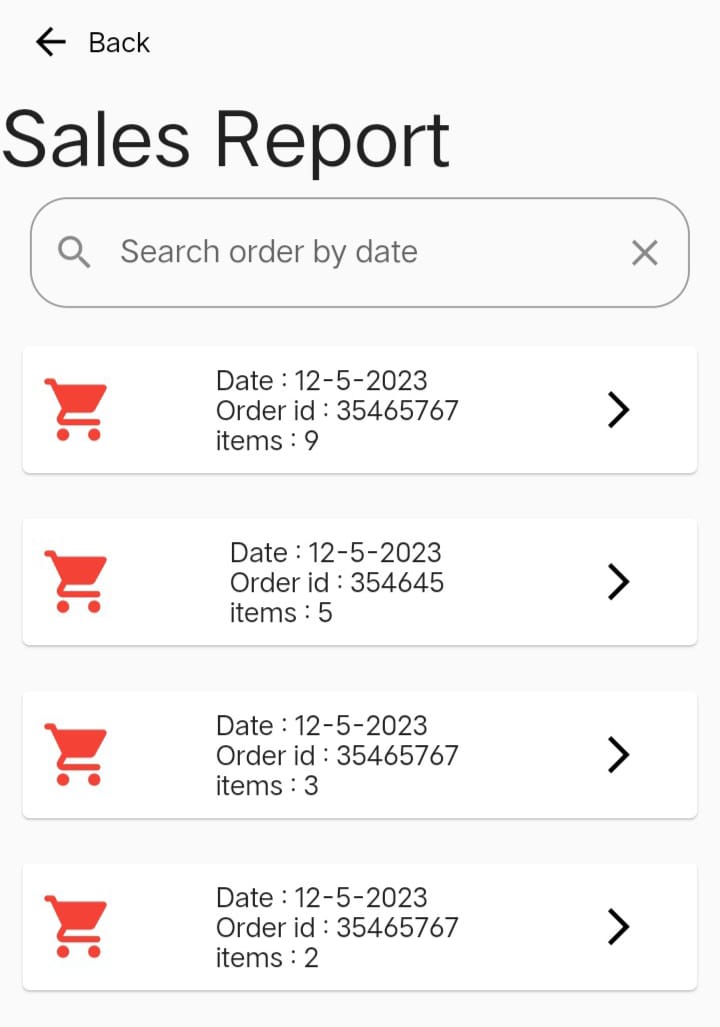 Back
Sales Report
Search order by date
Date : 12-5-2023
Order id : 35465767
items : 9
Date : 12-5-2023
Order id : 354645
items : 5
Date : 12-5-2023
Order id : 35465767
items : 3
Date : 12-5-2023
Order id : 35465767
items : 2